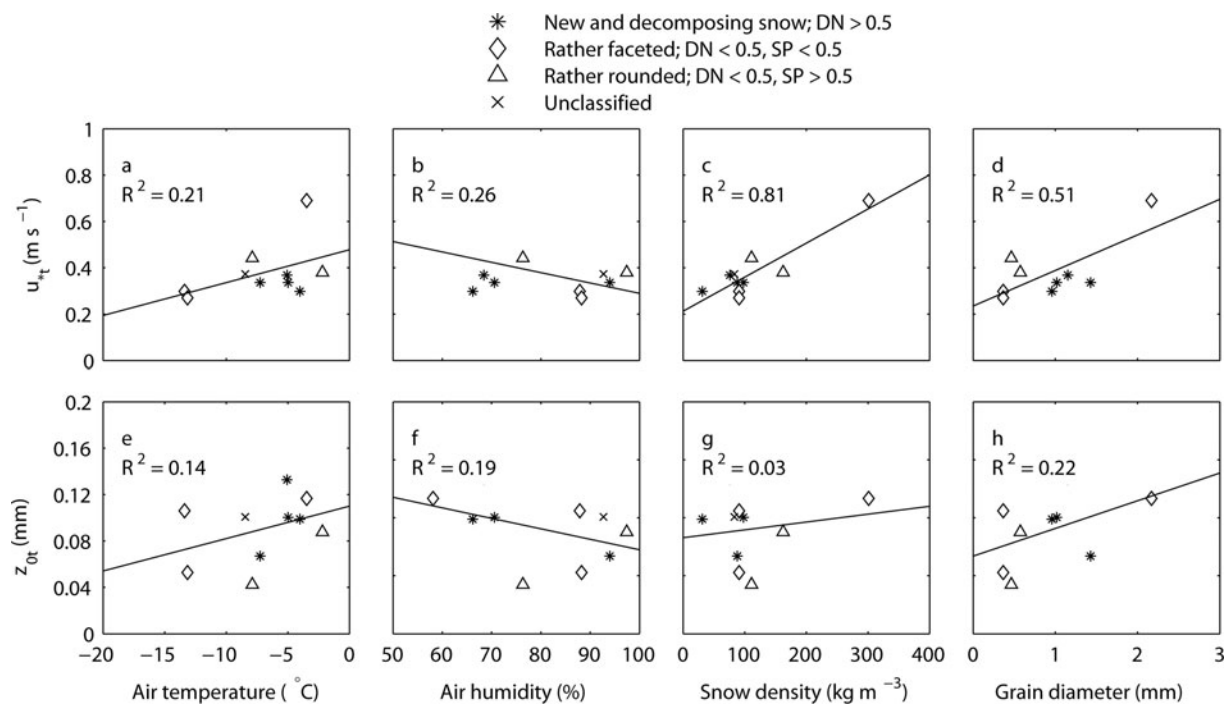 New and decomposing snow; DN > 0.5
Rather faceted; DN < 0.5, SP < 0.5
Rather rounded; DN < 0.5, SP > 0.5
Unclassified
1
0.8
0.6
0.4
0.2
0
u*t (m s −1)
a
R 2 = 0.21
b
R 2 = 0.26
c
R 2 = 0.81
d
R 2 = 0.51
0.2
0.16
0.12
0.08
0.04
0
z0t (mm)
e
R 2 = 0.14
f
R 2 = 0.19
g
R 2 = 0.03
h
R 2 = 0.22
−20 −15 −10 −5 0
50 60 70 80 90 100
0 100 200 300 400
0 1 2 3
Air temperature ( °C)
Air humidity (%)
Snow density (kg m −3)
Grain diameter (mm)